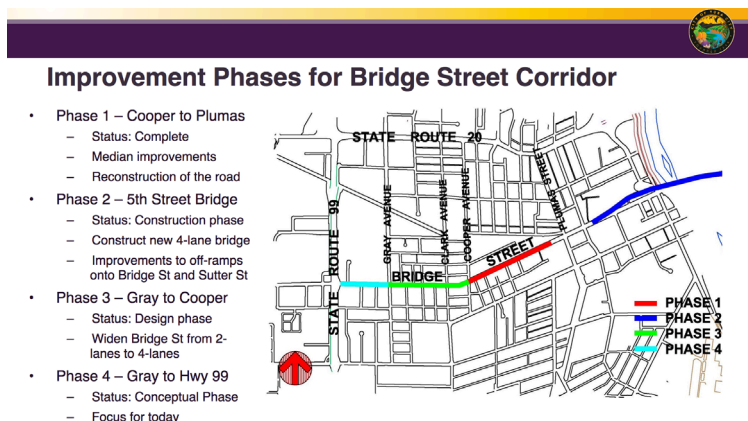 Improvement Phases for Bridge Street Corridor
• Phase 1 – Cooper to Plumas
– Status: Complete
– Median improvements
– Reconstruction of the road
• Phase 2 – 5th Street Bridge
– Status: Construction phase
– Construct new 4-lane bridge
– Improvements to off-ramps
onto Bridge St and Sutter St
• Phase 3 – Gray to Cooper
– Status: Design phase
– Widen Bridge St from 2-
lanes to 4-lanes
• Phase 4 – Gray to Hwy 99
– Status: Conceptual Phase
– Focus for today
STATE ROUTE 20
STATE ROUTE 99
GRAY AVENUE
CLARK AVENUE
COOPER AVENUE
PLUMAS STREET
BRIDGE STREET
PHASE 1
PHASE 2
PHASE 3
PHASE 4